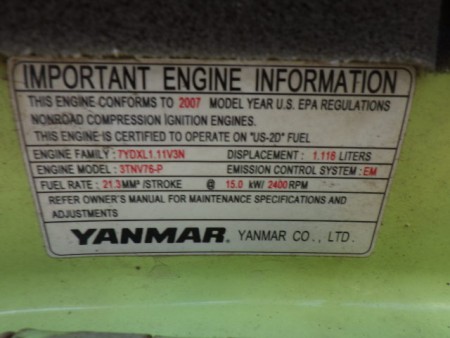 IMPORTANT ENGINE INFORMATION
THIS ENGINE CONFORMS TO 2007 MODEL YEAR U.S. EPA REGULATIONS
NONROAD COMPRESSION IGNITION ENGINES.
THIS ENGINE IS CERTIFIED TO OPERATE ON "US-2D" FUEL
ENGINE FAMILY : 7YDXL1.11V3N DISPLACEMENT : 1.116 LITERS
ENGINE MODEL : 3TNV76-P EMISSION CONTROL SYSTEM : EM
FUEL RATE : 21.3 MM³ /STROKE @ 15.0 kW/ 2400 RPM
REFER OWNER'S MANUAL FOR MAINTENANCE SPECIFICATIONS AND
ADJUSTMENTS
YANMAR. YANMAR CO., LTD.